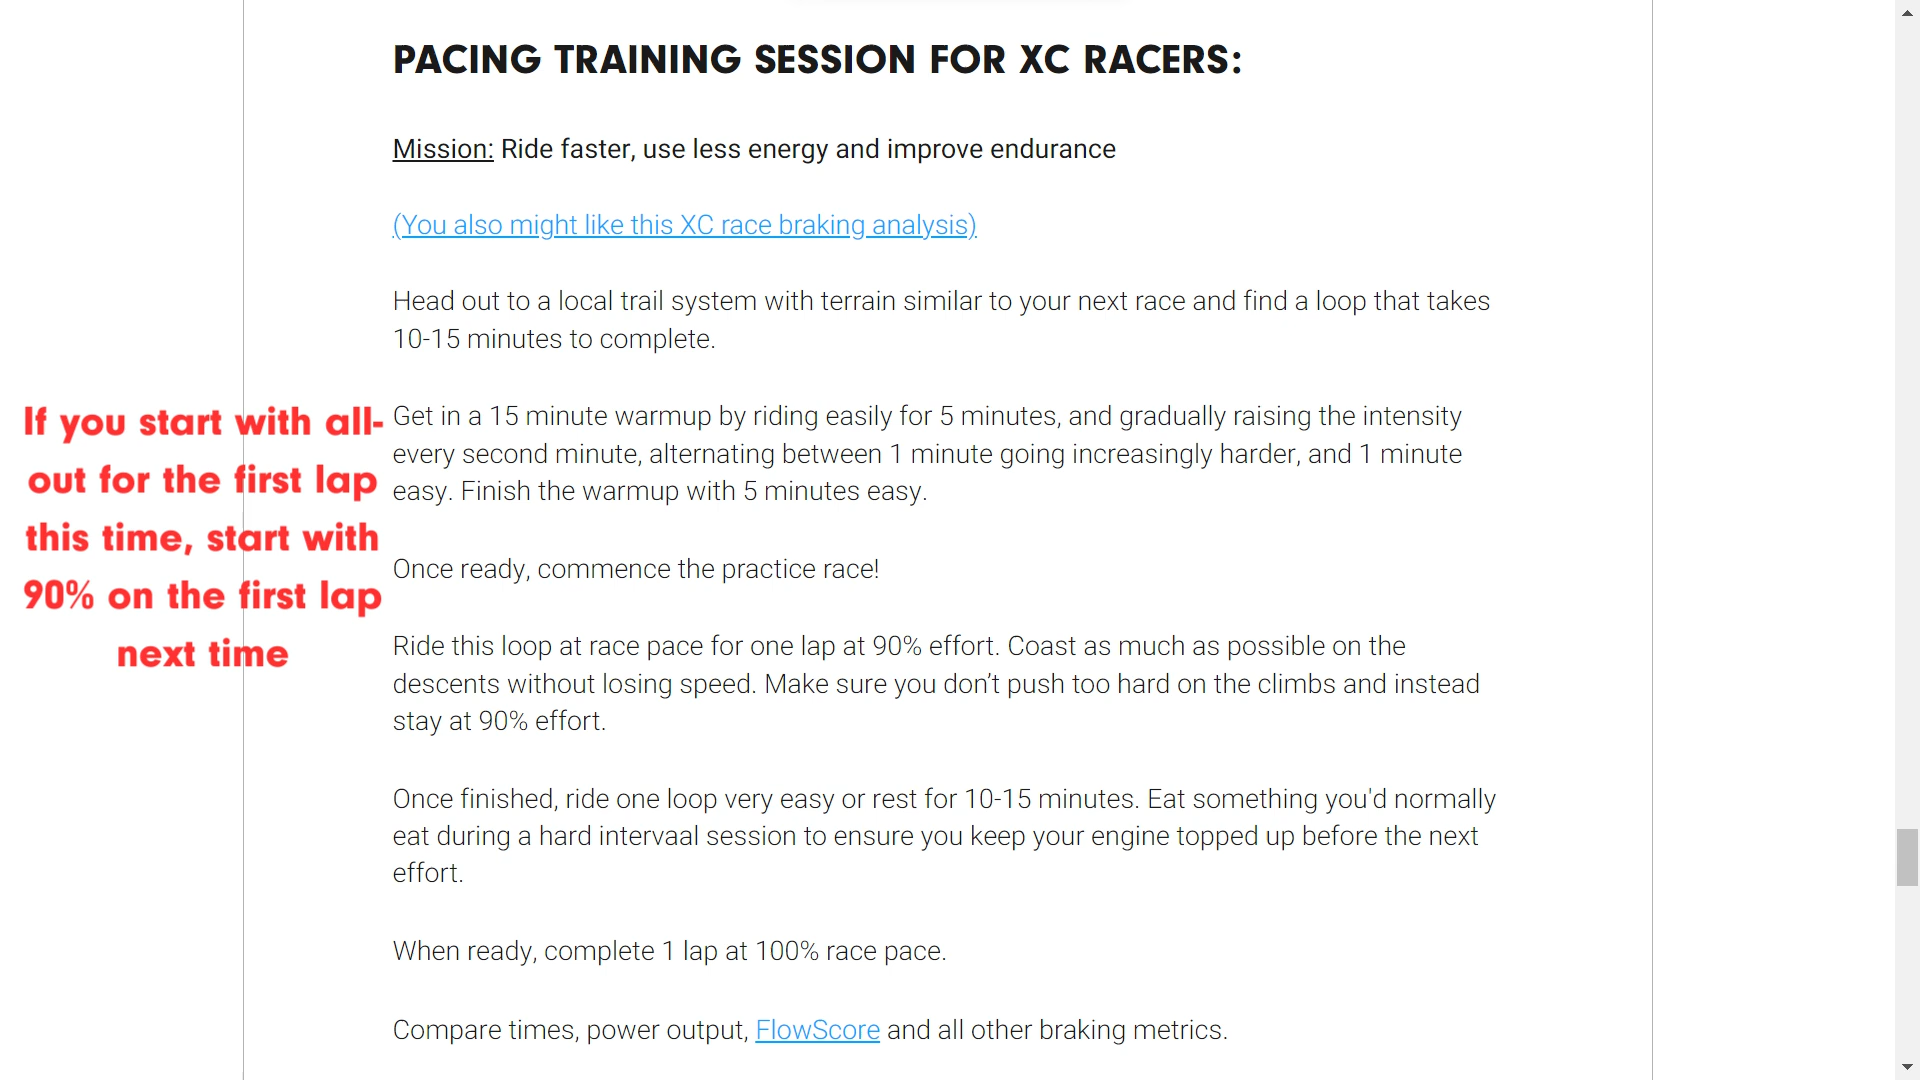 PACING TRAINING SESSION FOR XC RACERS:
Mission: Ride faster, use less energy and improve endurance
(You also might like this XC race braking analysis)
Head out to a local trail system with terrain similar to your next race and find a loop that takes
10-15 minutes to complete.
If you start with all-
out for the first lap
this time, start with
90% on the first lap
next time
Get in a 15 minute warmup by riding easily for 5 minutes, and gradually raising the intensity
every second minute, alternating between 1 minute going increasingly harder, and 1 minute
easy. Finish the warmup with 5 minutes easy.
Once ready, commence the practice race!
Ride this loop at race pace for one lap at 90% effort. Coast as much as possible on the
descents without losing speed. Make sure you don’t push too hard on the climbs and instead
stay at 90% effort.
Once finished, ride one loop very easy or rest for 10-15 minutes. Eat something you'd normally
eat during a hard intervaal session to ensure you keep your engine topped up before the next
effort.
When ready, complete 1 lap at 100% race pace.
Compare times, power output, FlowScore and all other braking metrics.